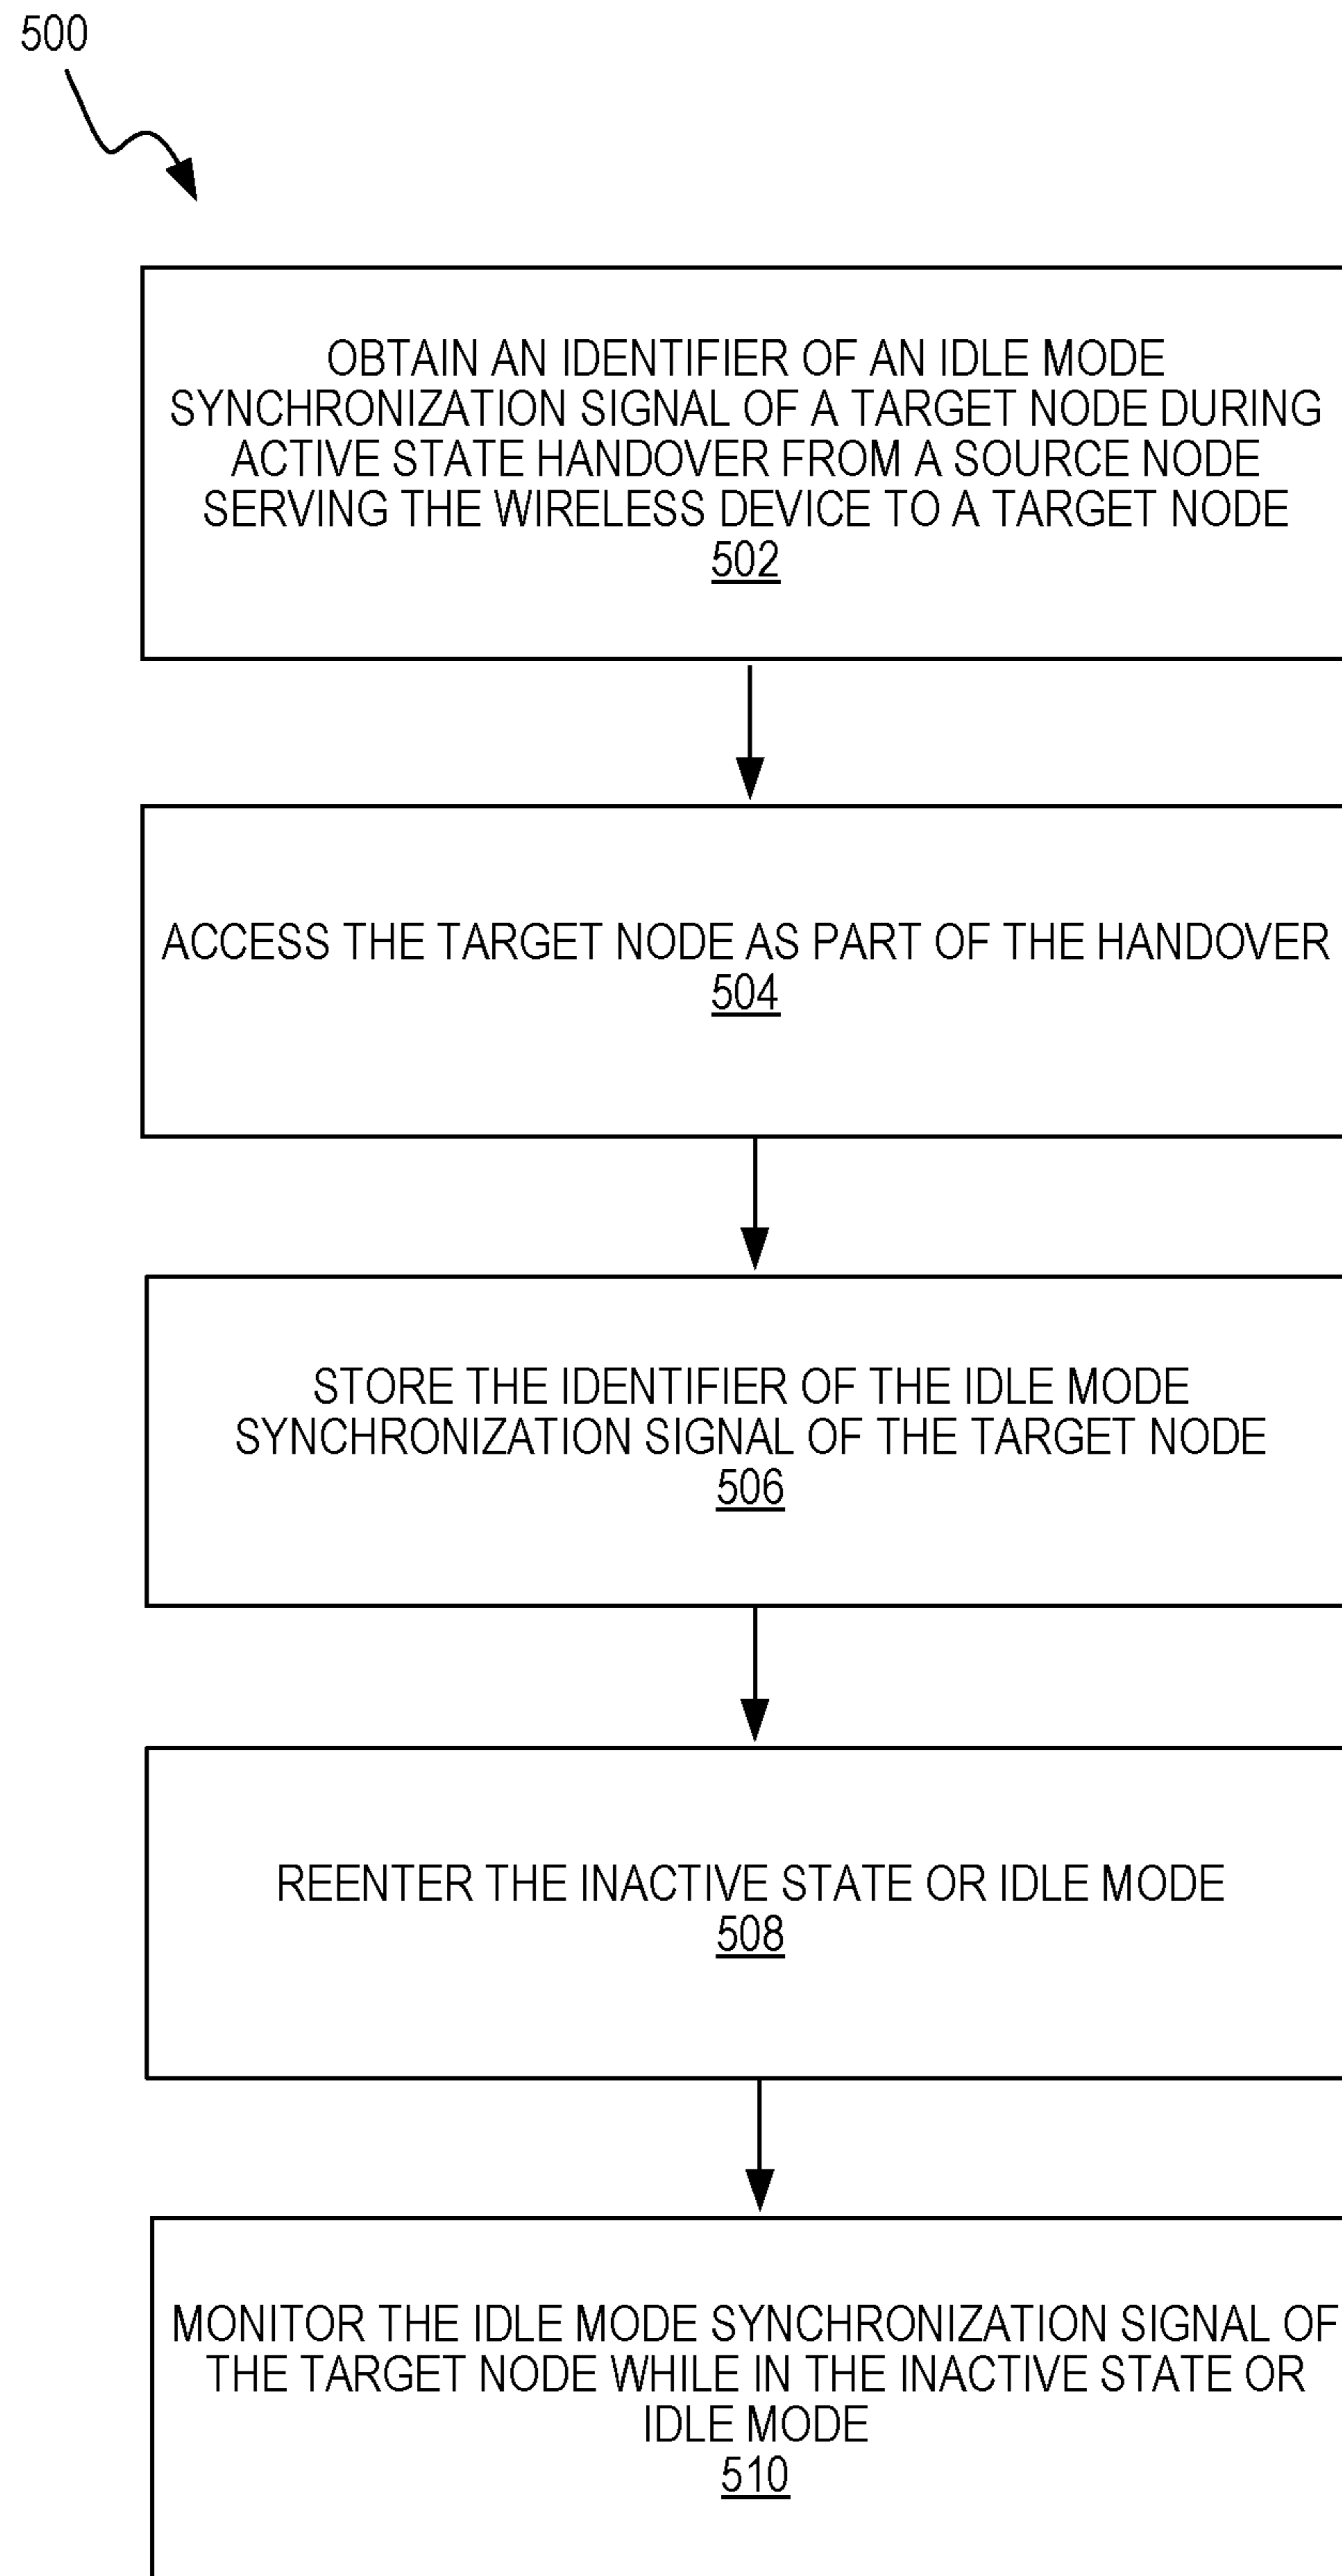 500
OBTAIN AN IDENTIFIER OF AN IDLE MODE
SYNCHRONIZATION SIGNAL OF A TARGET NODE DURING
ACTIVE STATE HANDOVER FROM A SOURCE NODE
SERVING THE WIRELESS DEVICE TO A TARGET NODE
502
ACCESS THE TARGET NODE AS PART OF THE HANDOVER
504
STORE THE IDENTIFIER OF THE IDLE MODE
SYNCHRONIZATION SIGNAL OF THE TARGET NODE
506
REENTER THE INACTIVE STATE OR IDLE MODE
508
MONITOR THE IDLE MODE SYNCHRONIZATION SIGNAL OF
THE TARGET NODE WHILE IN THE INACTIVE STATE OR
IDLE MODE
510